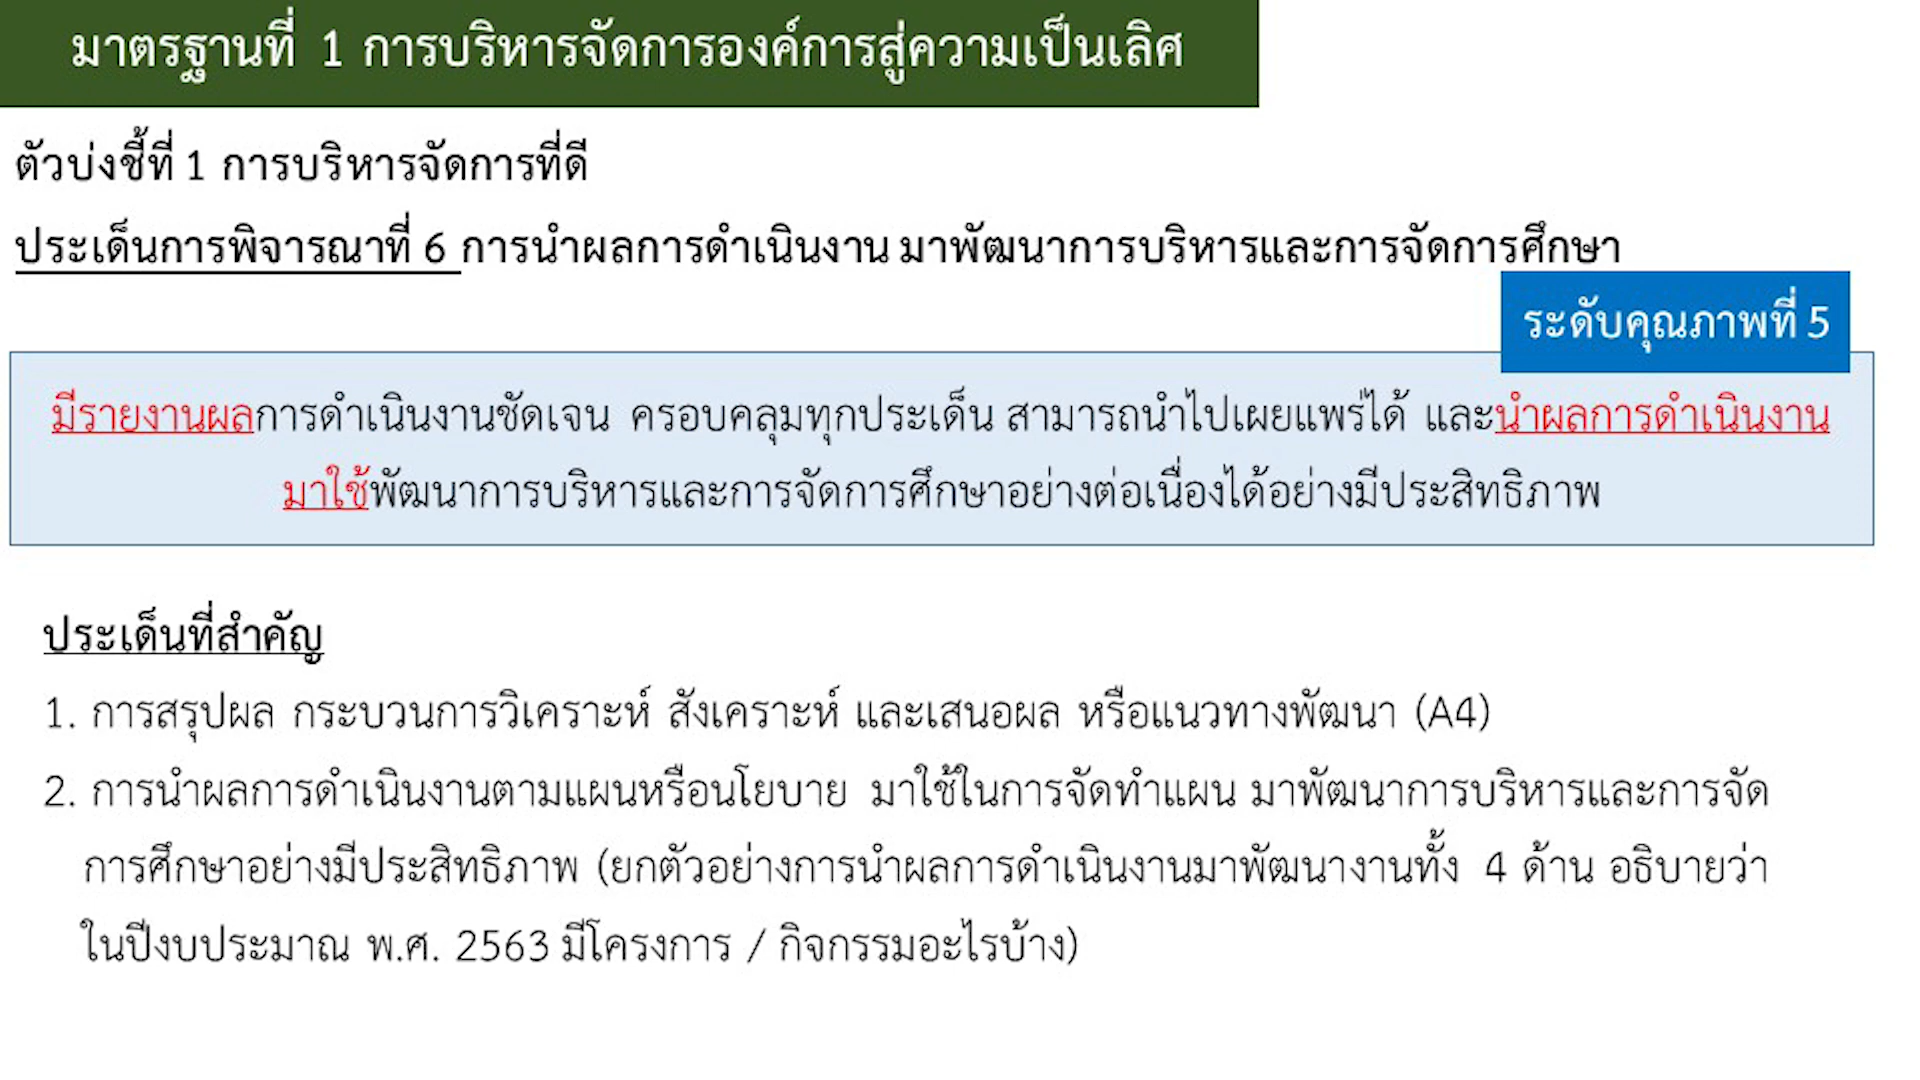 มาตรฐานที่ 1 การบริหารจัดการองค์การสู่ความเป็นเลิศ
ตัวบ่งชี้ที่ 1 การบริหารจัดการที่ดี
ประเด็นการพิจารณาที่ 6 การนำผลการดำเนินงาน มาพัฒนาการบริหารและการจัดการศึกษา
ระดับคุณภาพที่ 5
มีรายงานผลการดำเนินงานชัดเจน ครอบคลุมทุกประเด็น สามารถนำไปเผยแพร่ได้ และนำผลการดำเนินงาน
มาใช้พัฒนาการบริหารและการจัดการศึกษาอย่างต่อเนื่องได้อย่างมีประสิทธิภาพ
ประเด็นที่สำคัญ
1. การสรุปผล กระบวนการวิเคราะห์ สังเคราะห์ และเสนอผล หรือแนวทางพัฒนา (A4)
2. การนำผลการดำเนินงานตามแผนหรือนโยบาย มาใช้ในการจัดทำแผน มาพัฒนาการบริหารและการจัด
การศึกษาอย่างมีประสิทธิภาพ (ยกตัวอย่างการนำผลการดำเนินงานมาพัฒนางานทั้ง 4 ด้าน อธิบายว่า
ในปีงบประมาณ พ.ศ. 2563 มีโครงการ / กิจกรรมอะไรบ้าง)